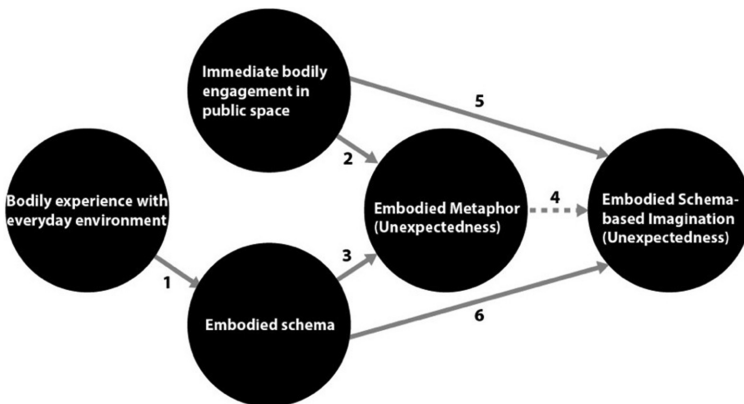 Immediate bodily
engagement in
public space
5
2
Bodily experience with
everyday environment
Embodied Metaphor
(Unexpectedness)
4
Embodied Schema-
based Imagination
(Unexpectedness)
1
3
Embodied schema
6